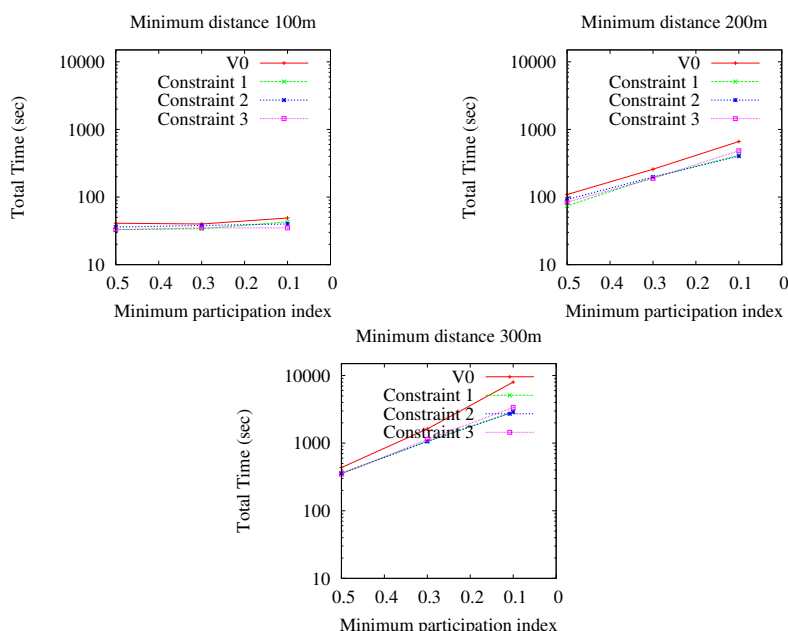 Minimum distance 100m
10000
1000
100
10
0.5 0.4 0.3 0.2 0.1 0
Total Time (sec)
Minimum participation index
V0
Constraint 1
Constraint 2
Constraint 3
Minimum distance 200m
10000
1000
100
10
0.5 0.4 0.3 0.2 0.1 0
Total Time (sec)
Minimum participation index
V0
Constraint 1
Constraint 2
Constraint 3
Minimum distance 300m
10000
1000
100
10
0.5 0.4 0.3 0.2 0.1 0
Total Time (sec)
Minimum participation index
V0
Constraint 1
Constraint 2
Constraint 3